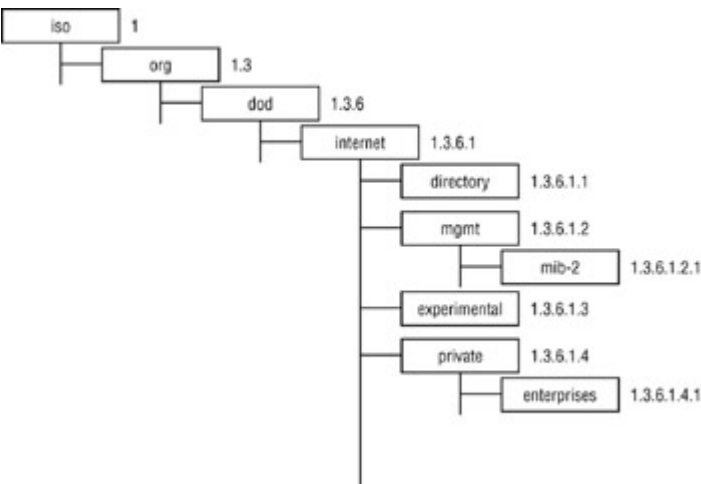 iso 1
org 1.3
dod 1.3.6
internet 1.3.6.1
directory 1.3.6.1.1
mgmt 1.3.6.1.2
mib-2 1.3.6.1.2.1
experimental 1.3.6.1.3
private 1.3.6.1.4
enterprises 1.3.6.1.4.1